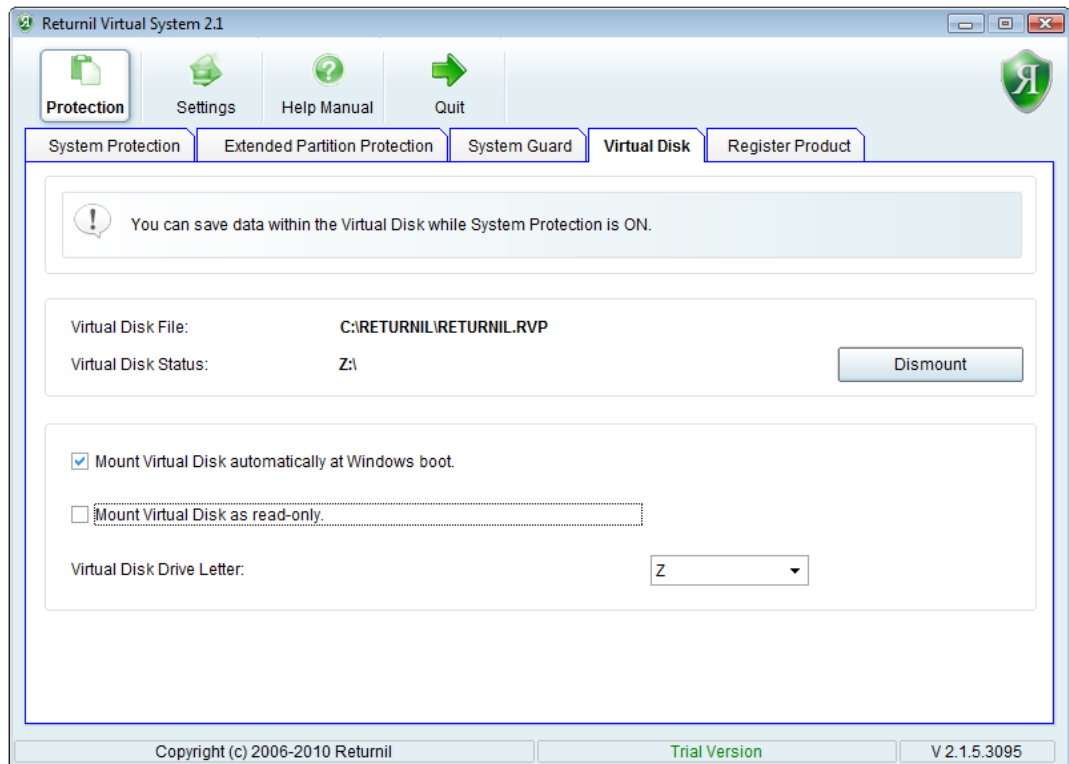 Returnil Virtual System 2.1
Protection Settings Help Manual Quit
System Protection Extended Partition Protection System Guard Virtual Disk Register Product
You can save data within the Virtual Disk while System Protection is ON.
Virtual Disk File: C:\RETURNIL\RETURNIL.RVP
Virtual Disk Status: Z:\ Dismount
Mount Virtual Disk automatically at Windows boot.
Mount Virtual Disk as read-only.
Virtual Disk Drive Letter: Z
Copyright (c) 2006-2010 Returnil Trial Version V 2.1.5.3095